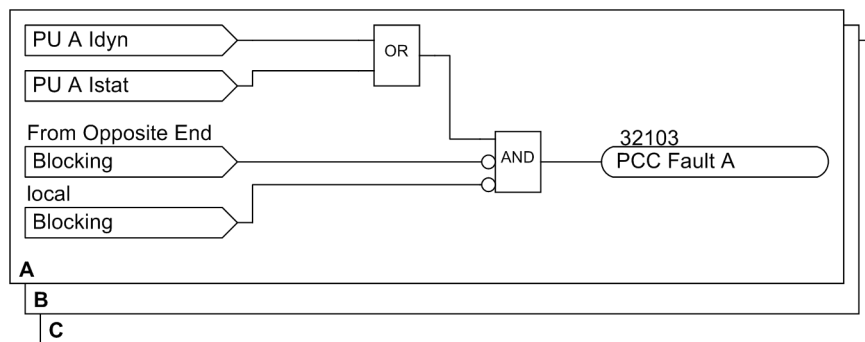 PU A Idyn
OR
PU A Istat
From Opposite End
Blocking
AND
32103
PCC Fault A
local
Blocking
A
B
C